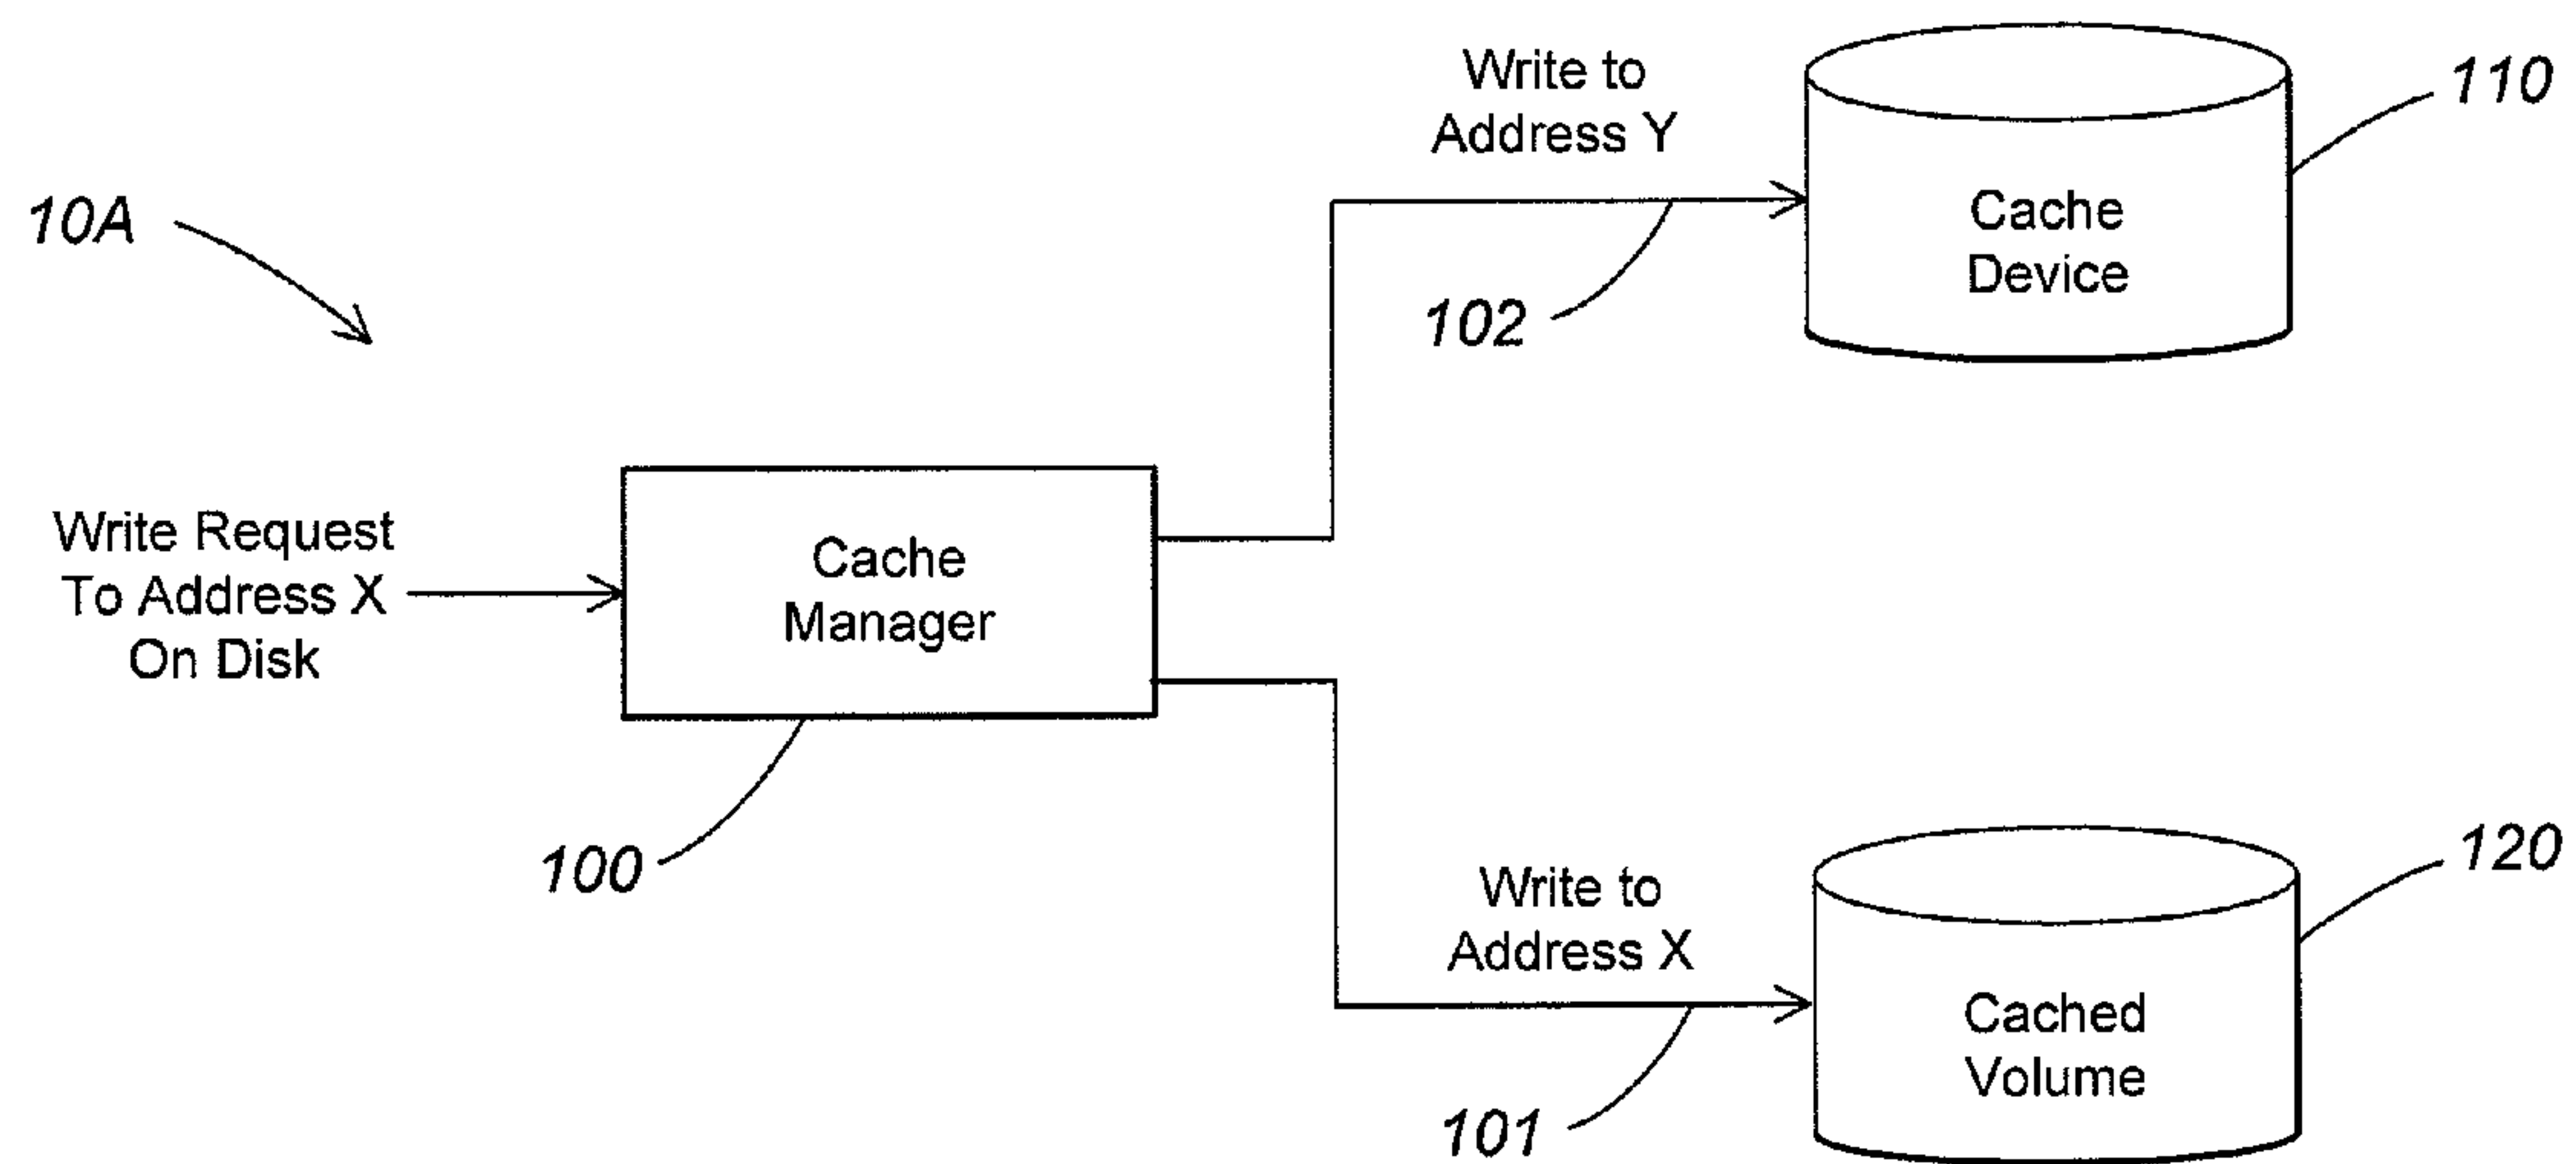 Write to
Address Y
110
10A
Cache
Device
102
Write Request
To Address X
On Disk
Cache
Manager
100
Write to
Address X
120
Cached
Volume
101